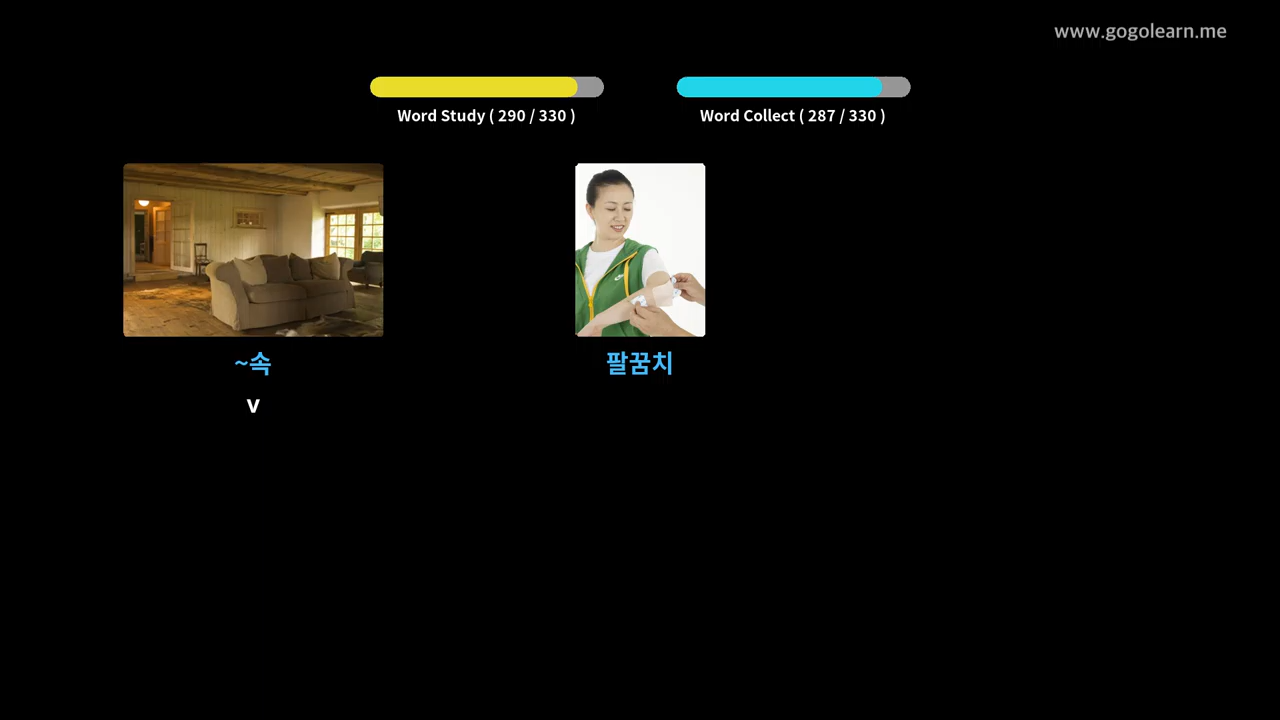 www.gogolearn.me
Word Study ( 290 / 330 )
Word Collect ( 287 / 330 )
~속
팔꿈치
v